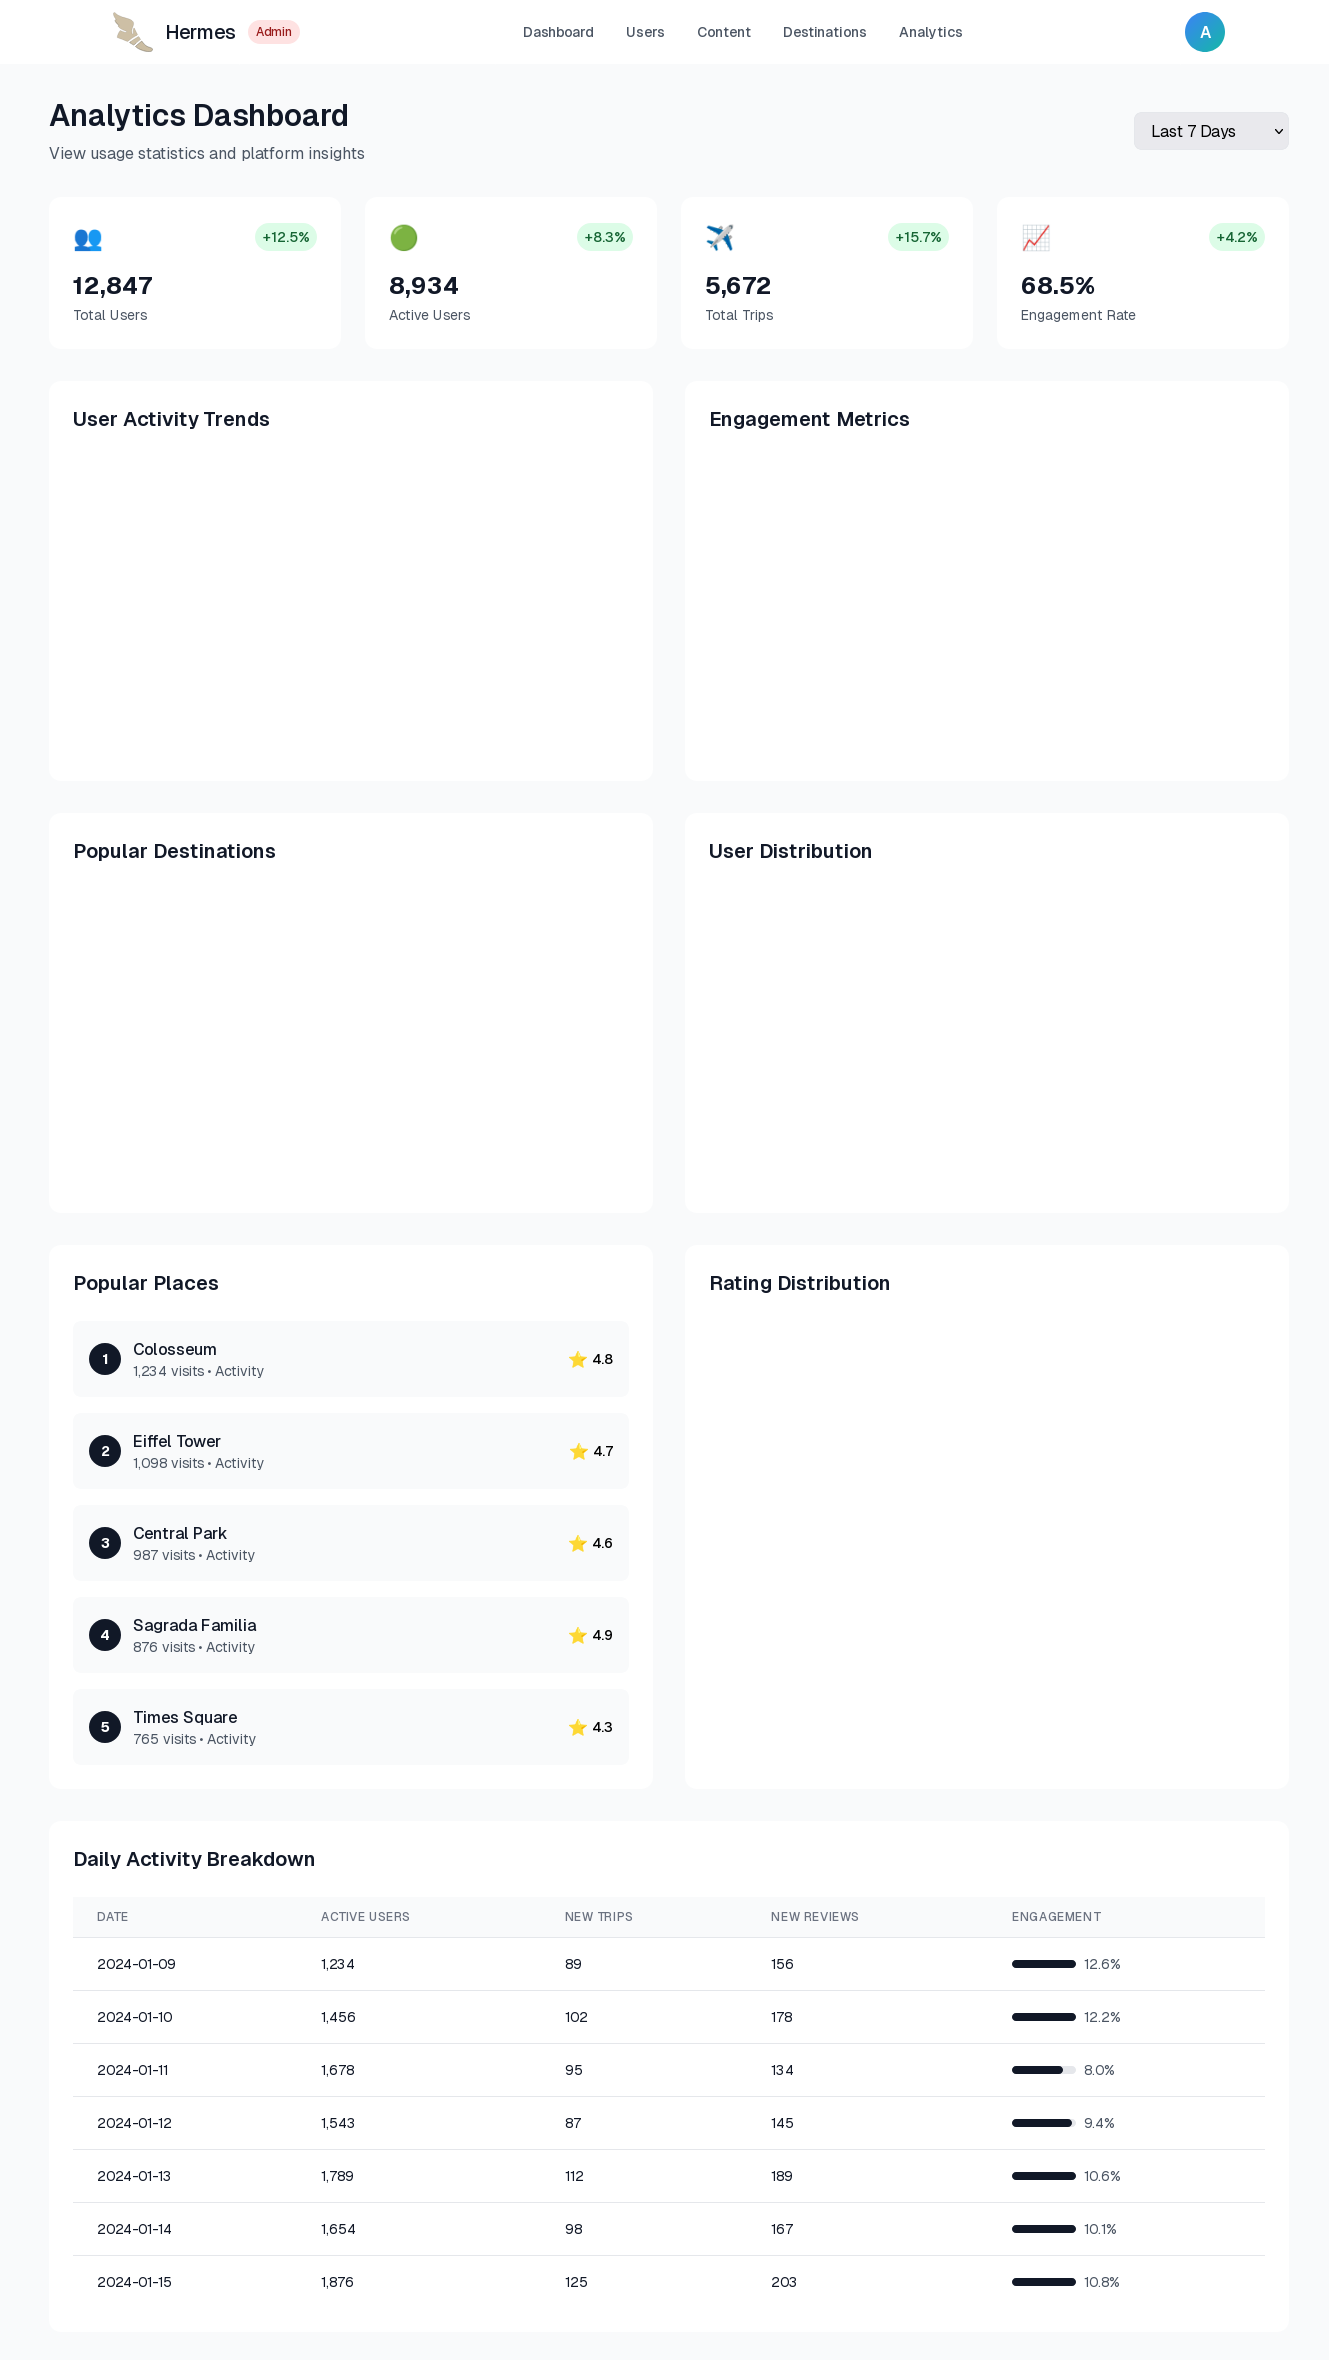 Hermes Admin Dashboard Users Content Destinations Analytics A
Analytics Dashboard
View usage statistics and platform insights
Last 7 Days
+12.5%
12,847
Total Users
+8.3%
8,934
Active Users
+15.7%
5,672
Total Trips
+4.2%
68.5%
Engagement Rate
User Activity Trends
Engagement Metrics
Popular Destinations
User Distribution
Popular Places
1 Colosseum
1,234 visits • Activity
4.8
2 Eiffel Tower
1,098 visits • Activity
4.7
3 Central Park
987 visits • Activity
4.6
4 Sagrada Familia
876 visits • Activity
4.9
5 Times Square
765 visits • Activity
4.3
Rating Distribution
Daily Activity Breakdown
DATE ACTIVE USERS NEW TRIPS NEW REVIEWS ENGAGEMENT
2024-01-09 1,234 89 156 12.6%
2024-01-10 1,456 102 178 12.2%
2024-01-11 1,678 95 134 8.0%
2024-01-12 1,543 87 145 9.4%
2024-01-13 1,789 112 189 10.6%
2024-01-14 1,654 98 167 10.1%
2024-01-15 1,876 125 203 10.8%